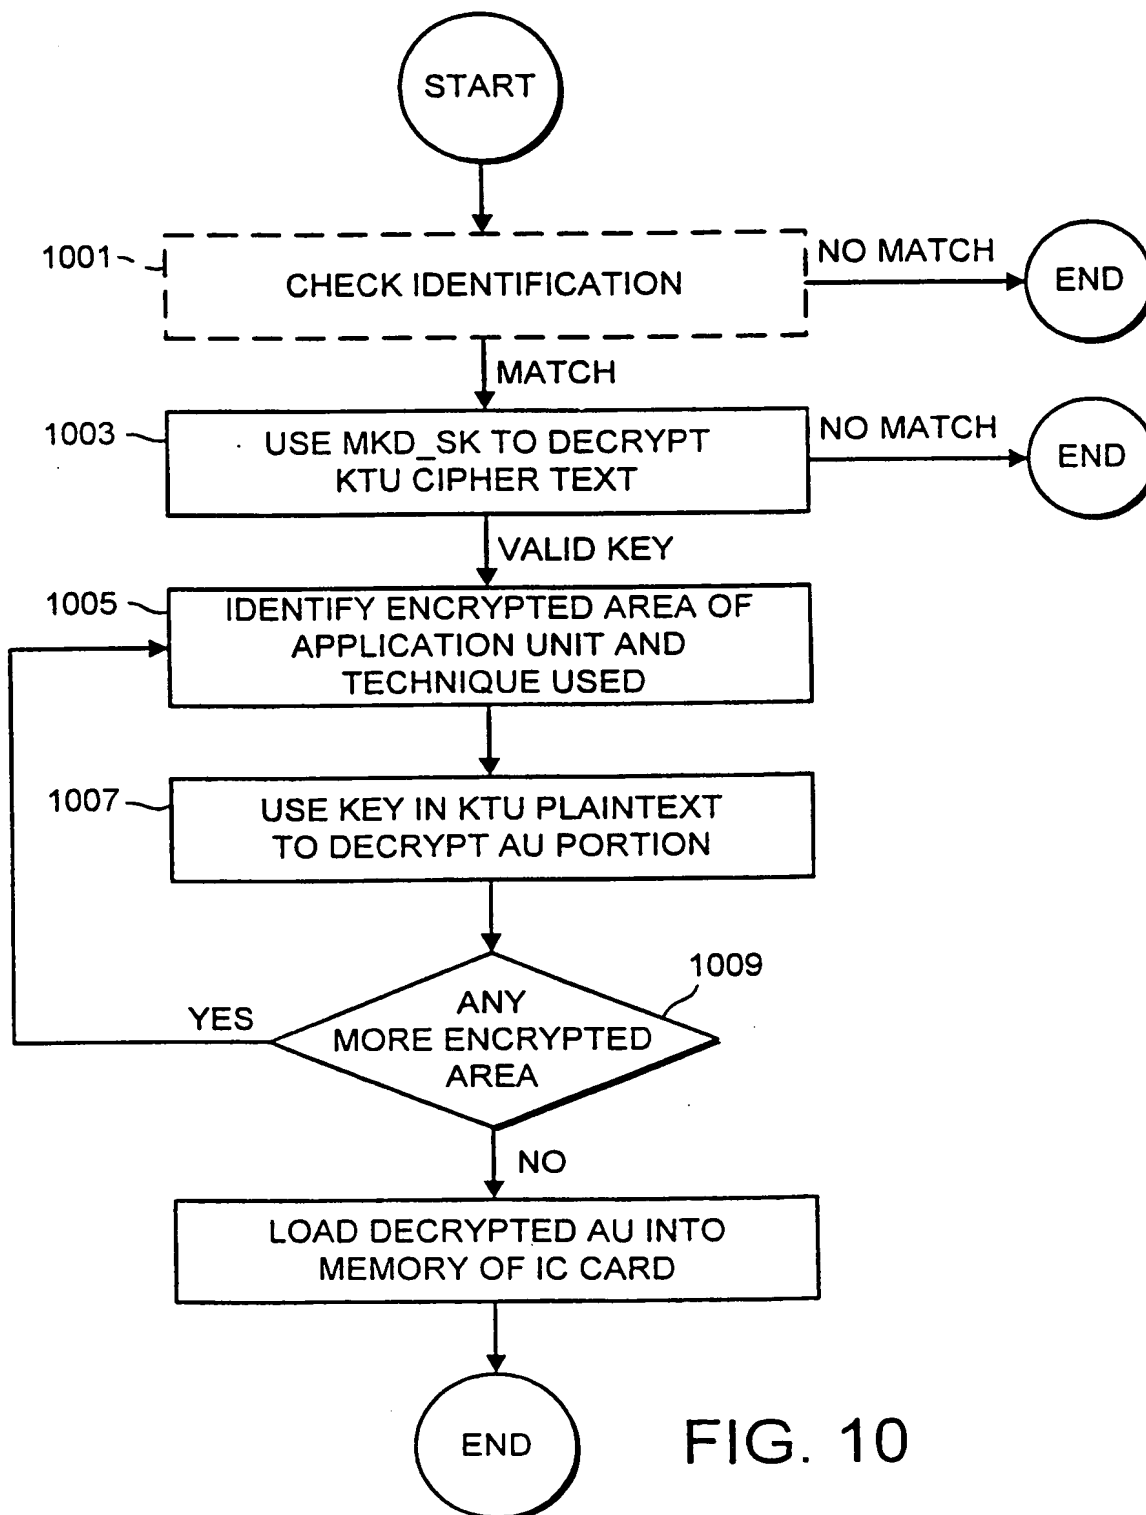 START
1001
CHECK IDENTIFICATION
NO MATCH
END
MATCH
1003
USE MKD_SK TO DECRYPT
KTU CIPHER TEXT
NO MATCH
END
VALID KEY
1005
IDENTIFY ENCRYPTED AREA OF
APPLICATION UNIT AND
TECHNIQUE USED
1007
USE KEY IN KTU PLAINTEXT
TO DECRYPT AU PORTION
1009
ANY
MORE ENCRYPTED
AREA
YES
NO
LOAD DECRYPTED AU INTO
MEMORY OF IC CARD
END
FIG. 10